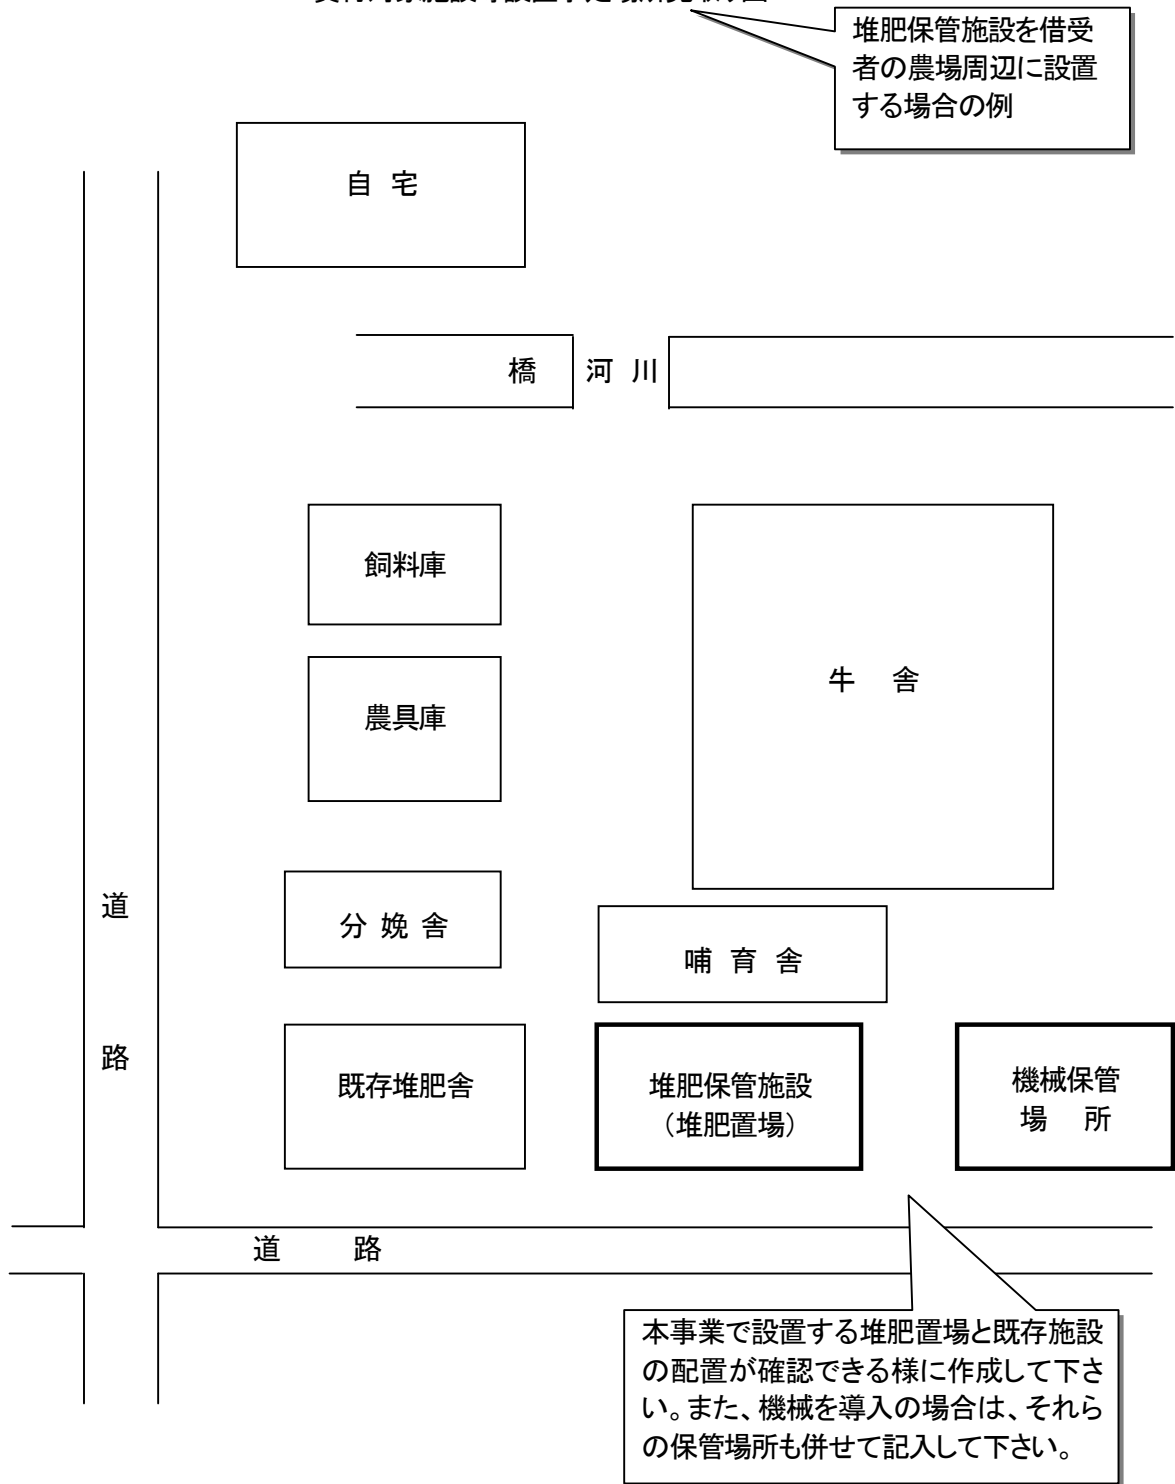 堆肥保管施設を借受
者の農場周辺に設置
する場合の例
自 宅
橋 河 川
飼料庫
牛 舎
農具庫
道 路
分 娩 舎
哺 育 舎
既存堆肥舎
堆肥保管施設
（堆肥置場）
機械保管
場 所
道 路
本事業で設置する堆肥置場と既存施設
の配置が確認できる様に作成して下さ
い。また、機械を導入の場合は、それら
の保管場所も併せて記入して下さい。